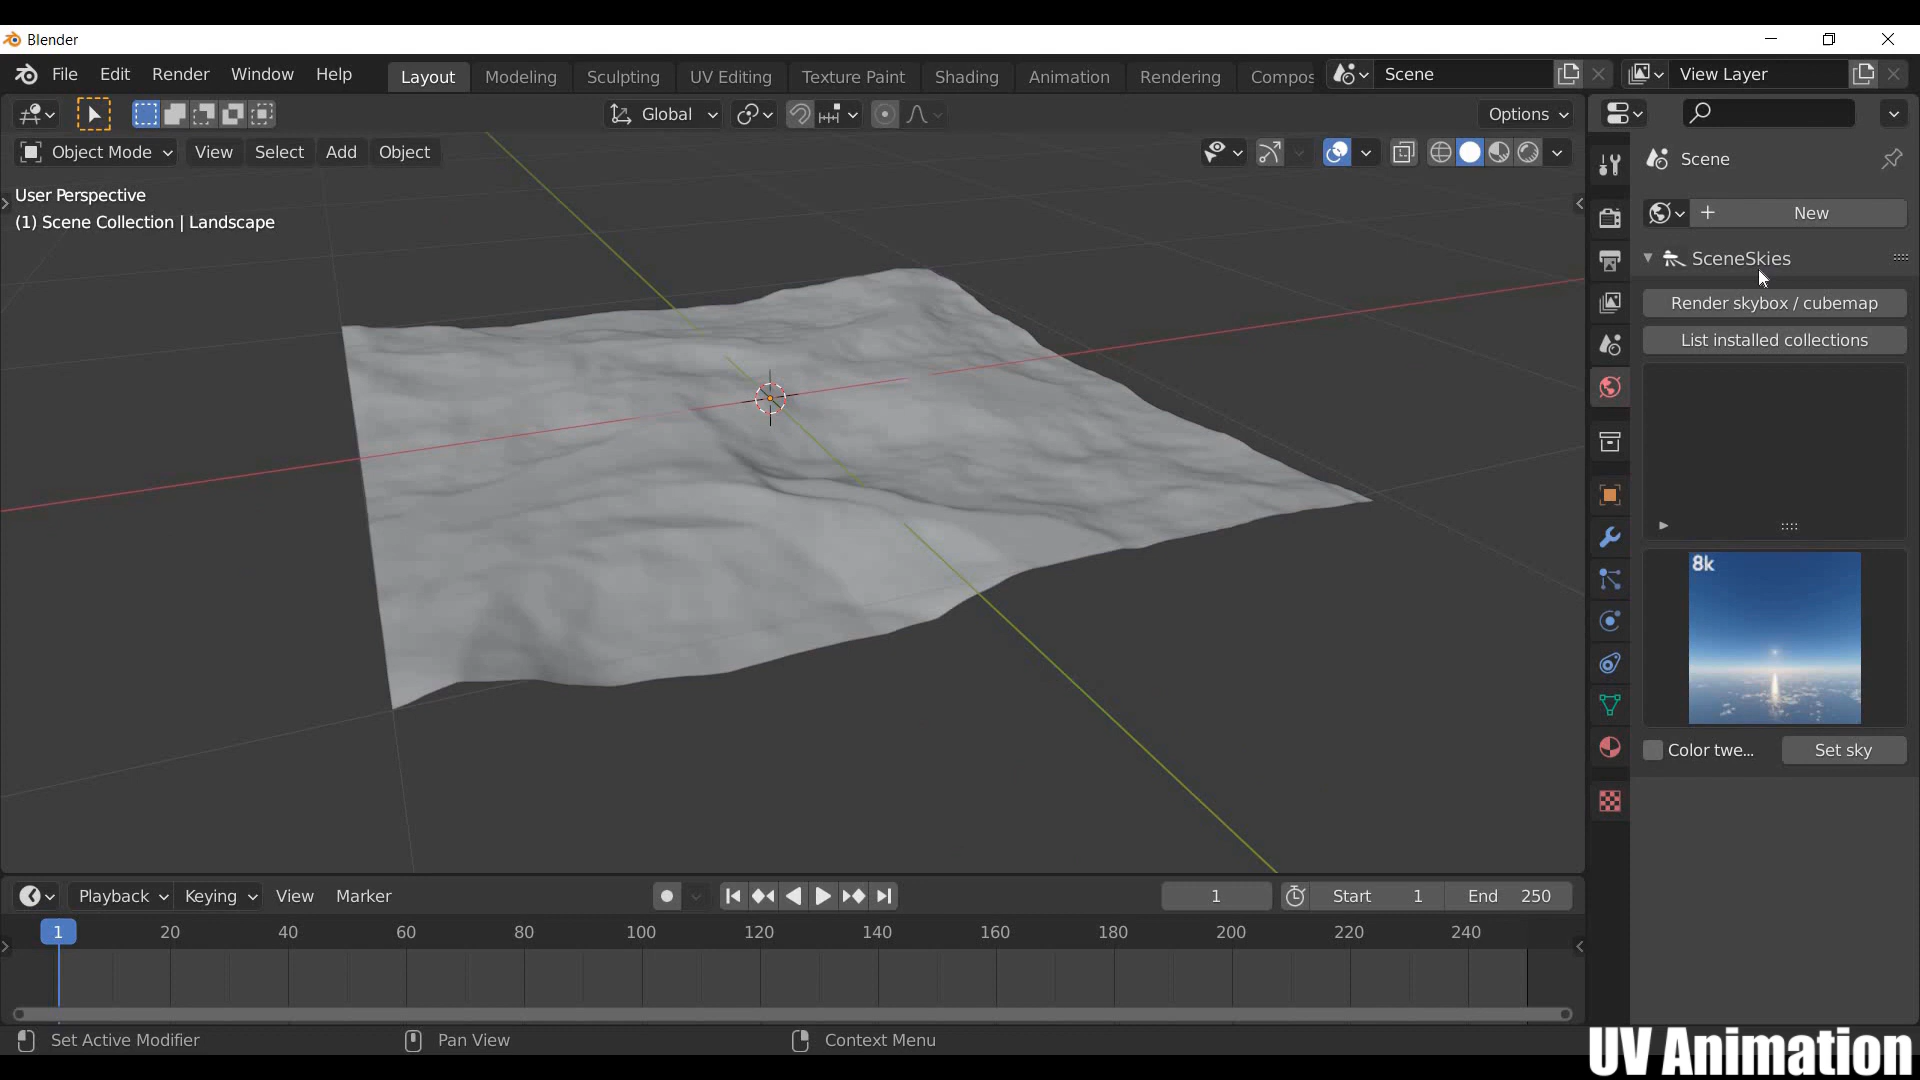 Blender
File Edit Render Window Help Layout Modeling Sculpting UV Editing Texture Paint Shading Animation Rendering Compos Scene View Layer
Global Options
Object Mode View Select Add Object
User Perspective
(1) Scene Collection | Landscape
Scene
New
SceneSkies
Render skybox / cubemap
List installed collections
8k
Color twe... Set sky
Playback Keying View Marker 1 Start 1 End 250
1 20 40 60 80 100 120 140 160 180 200 220 240
Set Active Modifier Pan View Context Menu
UV Animation